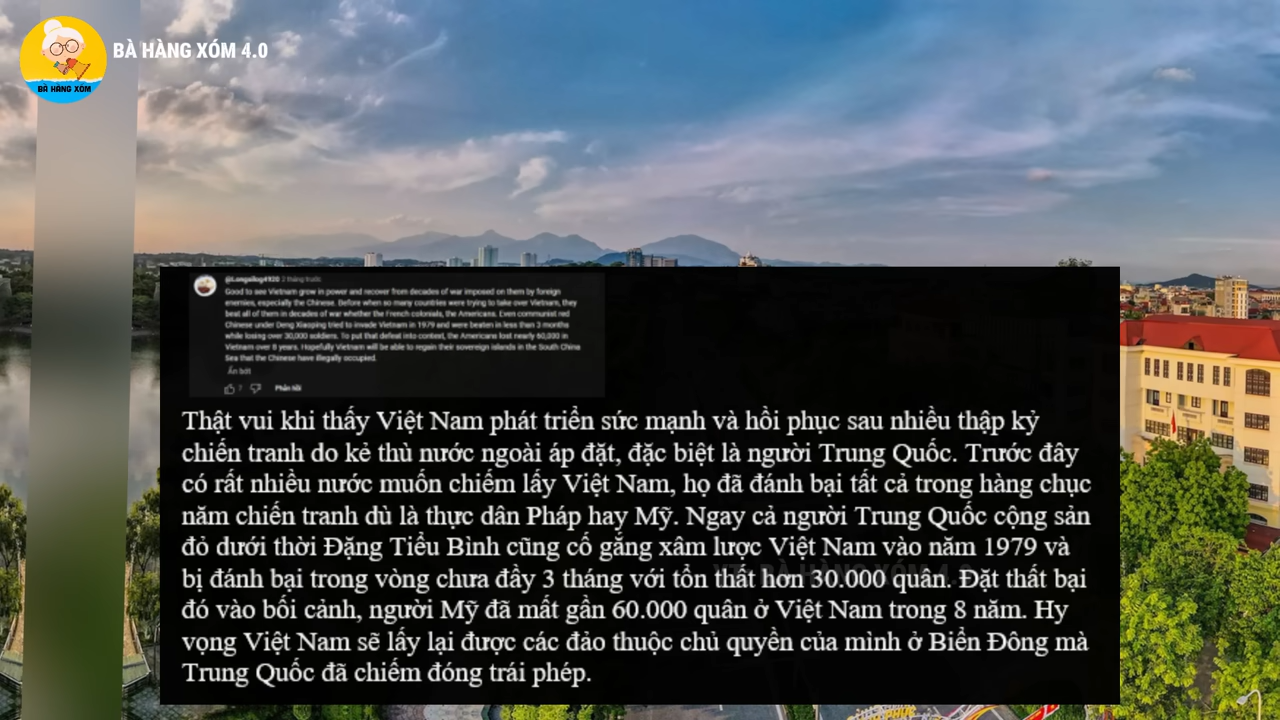 BÀ HÀNG XÓM 4.0
BÀ HÀNG XÓM
@Longsilog4920 2 tháng trước
Good to see Vietnam grow in power and recover from decades of war imposed on them by foreign
enemies, especially the Chinese. Before when so many countries were trying to take over Vietnam, they
beat all of them in decades of war whether the French colonials, the Americans. Even communist red
Chinese under Deng Xiaoping tried to invade Vietnam in 1979 and were beaten in less than 3 months
while losing over 30,000 soldiers. To put that defeat into context, the Americans lost nearly 60,000 in
Vietnam over 8 years. Hopefully Vietnam will be able to regain their sovereign islands in the South China
Sea that the Chinese have illegally occupied.
Ẩn bớt
7 Phản hồi
Thật vui khi thấy Việt Nam phát triển sức mạnh và hồi phục sau nhiều thập kỷ
chiến tranh do kẻ thù nước ngoài áp đặt, đặc biệt là người Trung Quốc. Trước đây
có rất nhiều nước muốn chiếm lấy Việt Nam, họ đã đánh bại tất cả trong hàng chục
năm chiến tranh dù là thực dân Pháp hay Mỹ. Ngay cả người Trung Quốc cộng sản
đỏ dưới thời Đặng Tiểu Bình cũng cố gắng xâm lược Việt Nam vào năm 1979 và
bị đánh bại trong vòng chưa đầy 3 tháng với tổn thất hơn 30.000 quân. Đặt thất bại
đó vào bối cảnh, người Mỹ đã mất gần 60.000 quân ở Việt Nam trong 8 năm. Hy
vọng Việt Nam sẽ lấy lại được các đảo thuộc chủ quyền của mình ở Biển Đông mà
Trung Quốc đã chiếm đóng trái phép.